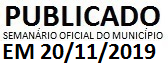 PUBLICADO
SEMANÁRIO OFICIAL DO MUNICÍPIO
EM 20/11/2019